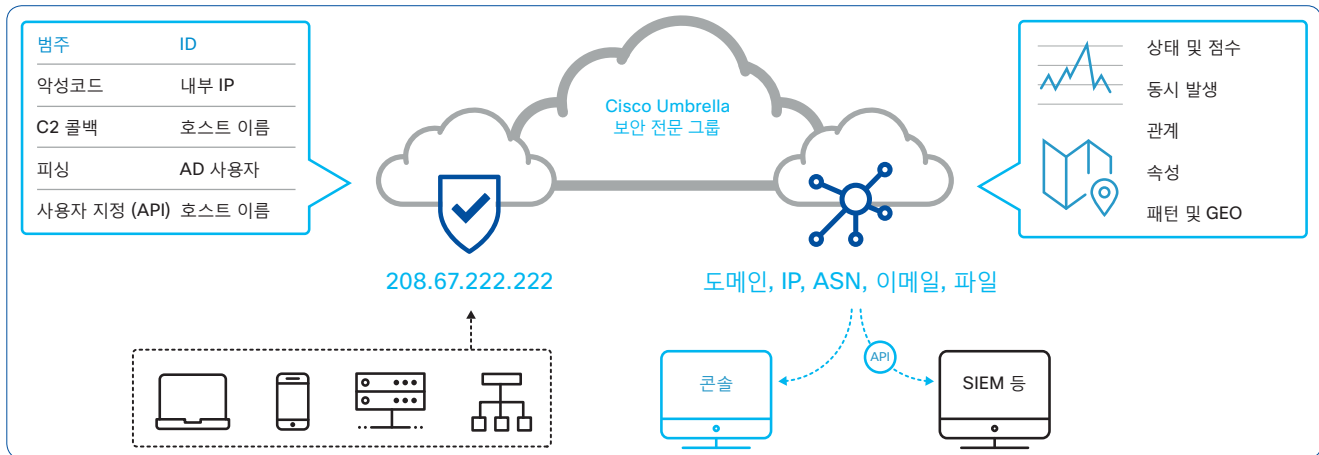 범주 ID
악성코드 내부 IP
C2 콜백 호스트 이름
피싱 AD 사용자
사용자 지정 (API) 호스트 이름
Cisco Umbrella
보안 전문 그룹
상태 및 점수
동시 발생
관계
속성
패턴 및 GEO
208.67.222.222
도메인, IP, ASN, 이메일, 파일
콘솔
API
SIEM 등